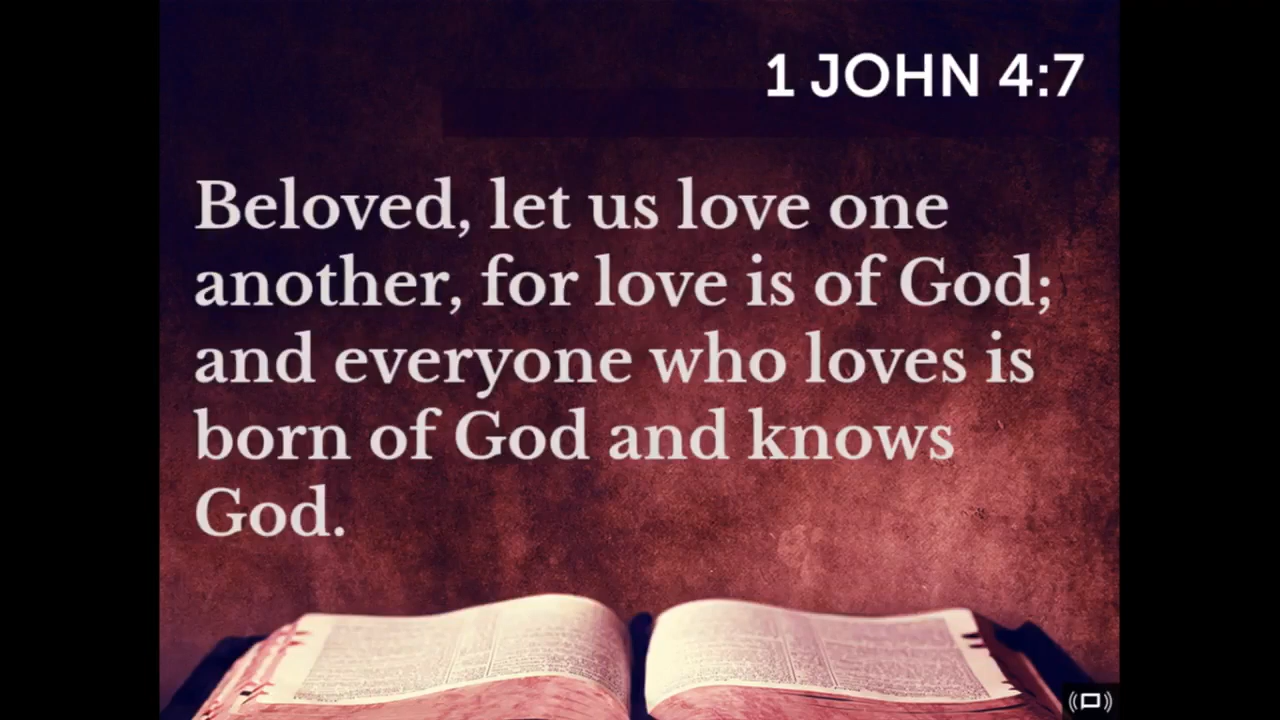 1 JOHN 4:7
Beloved, let us love one
another, for love is of God;
and everyone who loves is
born of God and knows
God.